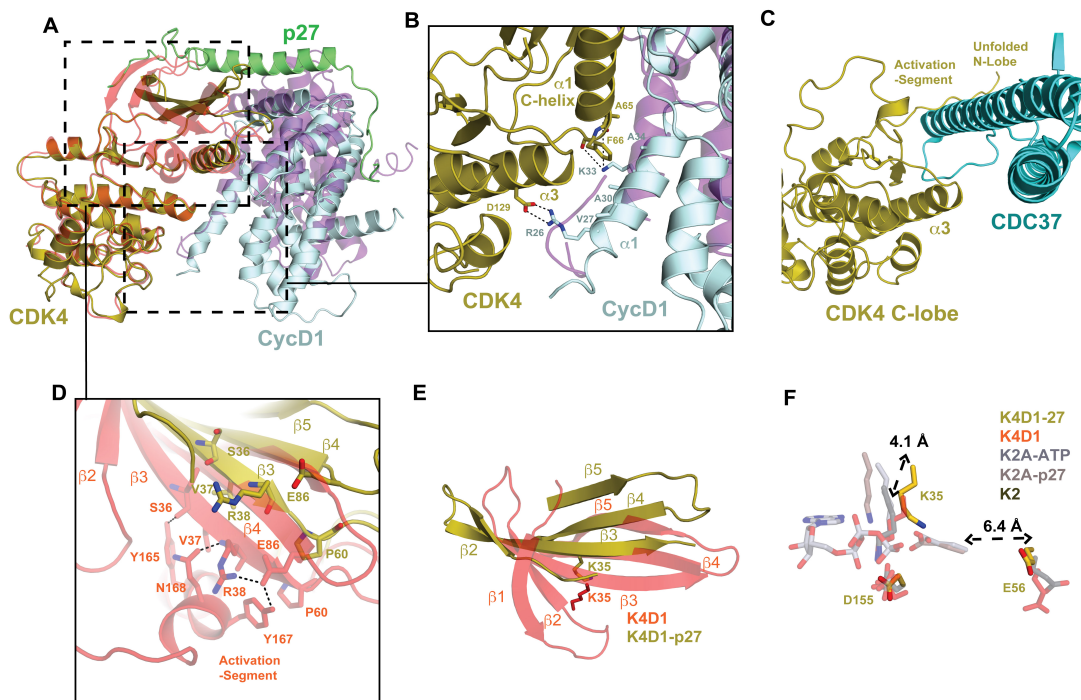 A
p27
CDK4
CycD1
B
α1
C-helix
A65
F66
A34
K33
α3
A30
D129
V27
R26
α1
CDK4
CycD1
C
Unfolded
N-Lobe
Activation
-Segment
α3
CDC37
CDK4 C-lobe
D
β5
S36
β4
β2
β3
β3
E86
V37
S36
R38
β4
V37
E86
P60
Y165
N168
R38
P60
Y167
Activation
-Segment
E
β5
β5
β4
β3
β2
K35
β4
β1
K35
β3
β2
K4D1
K4D1-p27
F
K4D1-27
K4D1
K2A-ATP
K2A-p27
K2
4.1 Å
K35
6.4 Å
D155
E56